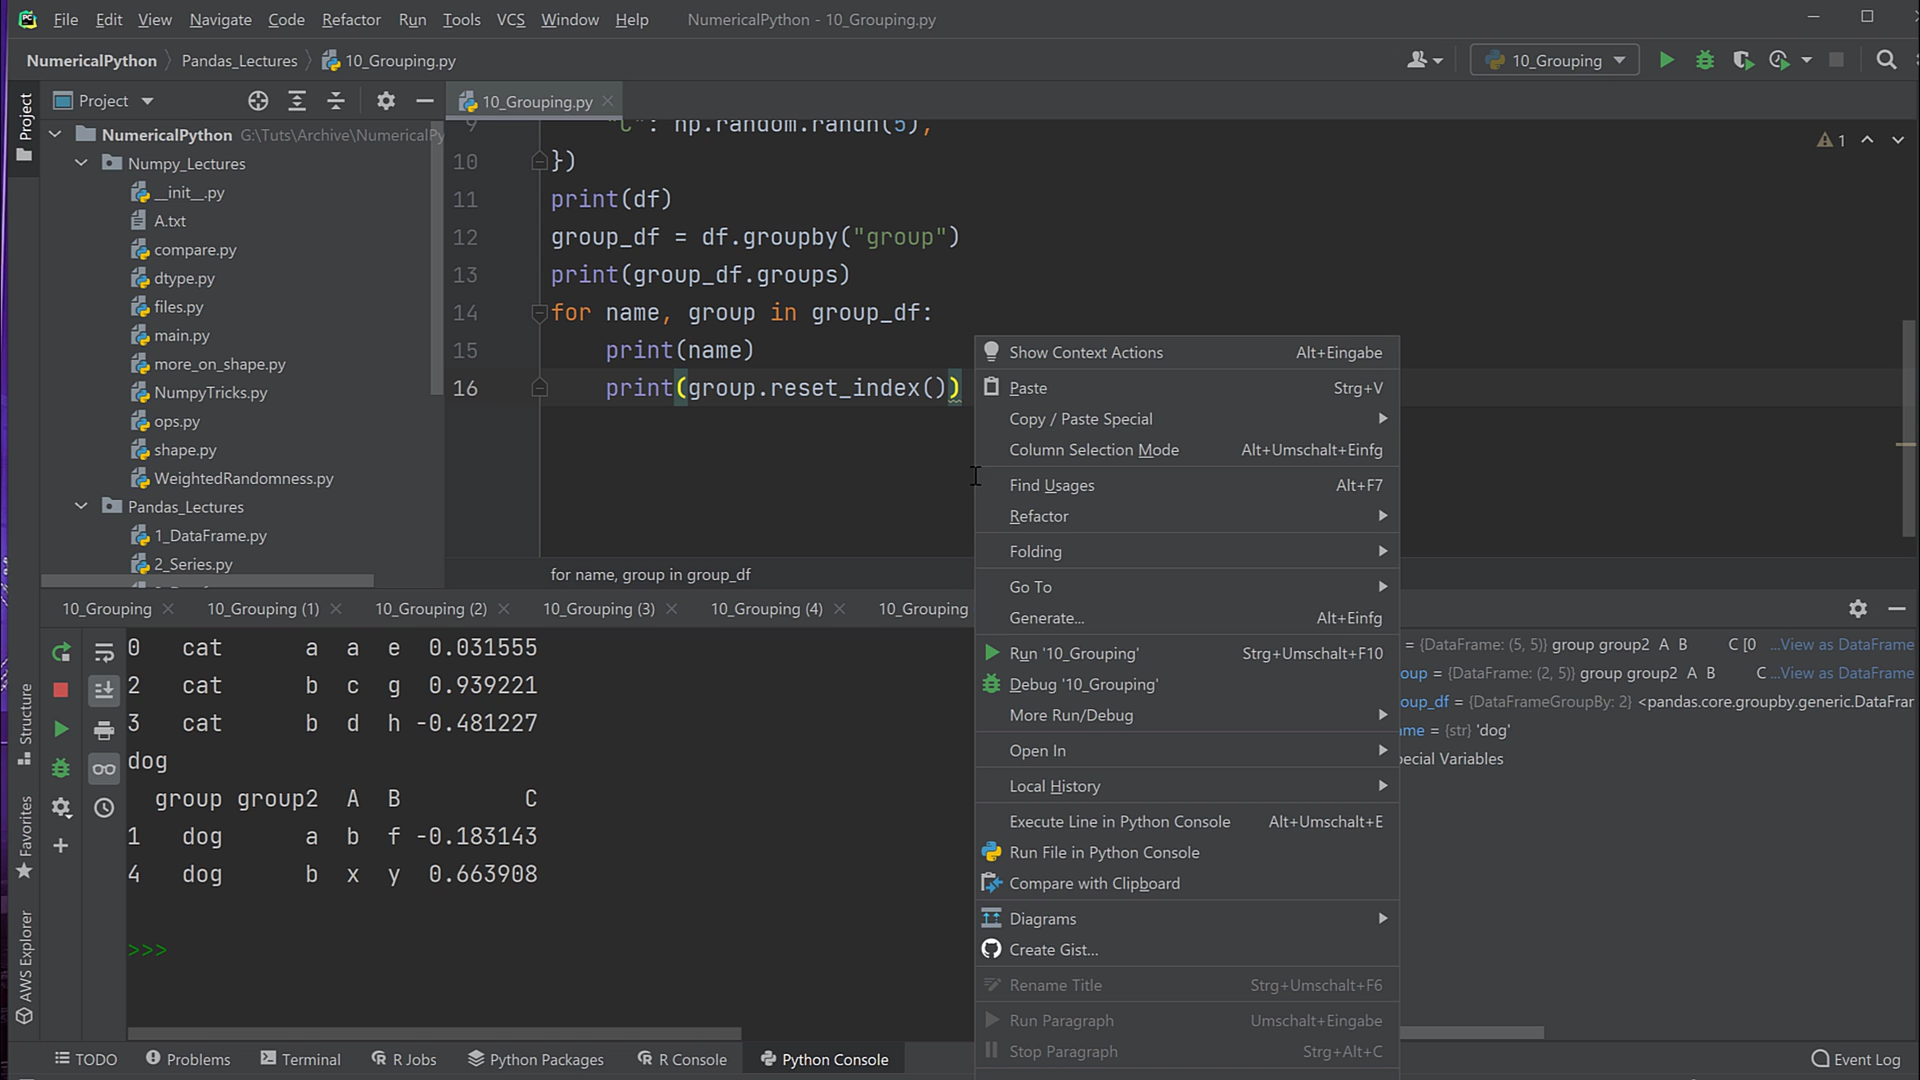 File Edit View Navigate Code Refactor Run Tools VCS Window Help NumericalPython - 10_Grouping.py
NumericalPython Pandas_Lectures 10_Grouping.py 10_Grouping
Project
Project
10_Grouping.py
NumericalPython G:\Tuts\Archive\NumericalPy
Numpy_Lectures
__init__.py
A.txt
compare.py
dtype.py
files.py
main.py
more_on_shape.py
NumpyTricks.py
ops.py
shape.py
WeightedRandomness.py
Pandas_Lectures
1_DataFrame.py
2_Series.py
1
9 "C": np.random.randn(5),
10 })
11 print(df)
12 group_df = df.groupby("group")
13 print(group_df.groups)
14 for name, group in group_df:
15 print(name)
16 print(group.reset_index())
for name, group in group_df
Show Context Actions Alt+Eingabe
Paste Strg+V
Copy / Paste Special
Column Selection Mode Alt+Umschalt+Einfg
Find Usages Alt+F7
Refactor
Folding
Go To
Generate... Alt+Einfg
Run '10_Grouping' Strg+Umschalt+F10
Debug '10_Grouping'
More Run/Debug
Open In
Local History
Execute Line in Python Console Alt+Umschalt+E
Run File in Python Console
Compare with Clipboard
Diagrams
Create Gist...
Rename Title Strg+Umschalt+F6
Run Paragraph Umschalt+Eingabe
Stop Paragraph Strg+Alt+C
10_Grouping 10_Grouping (1) 10_Grouping (2) 10_Grouping (3) 10_Grouping (4) 10_Grouping
0 cat a a e 0.031555
2 cat b c g 0.939221
3 cat b d h -0.481227
dog
group group2 A B C
1 dog a b f -0.183143
4 dog b x y 0.663908
>>>
= {DataFrame: (5, 5)} group group2 A B C [0 ...View as DataFrame
oup = {DataFrame: (2, 5)} group group2 A B C ...View as DataFrame
oup_df = {DataFrameGroupBy: 2} <pandas.core.groupby.generic.DataFrar
me = {str} 'dog'
pecial Variables
Structure
Favorites
AWS Explorer
TODO Problems Terminal R Jobs Python Packages R Console Python Console Event Log